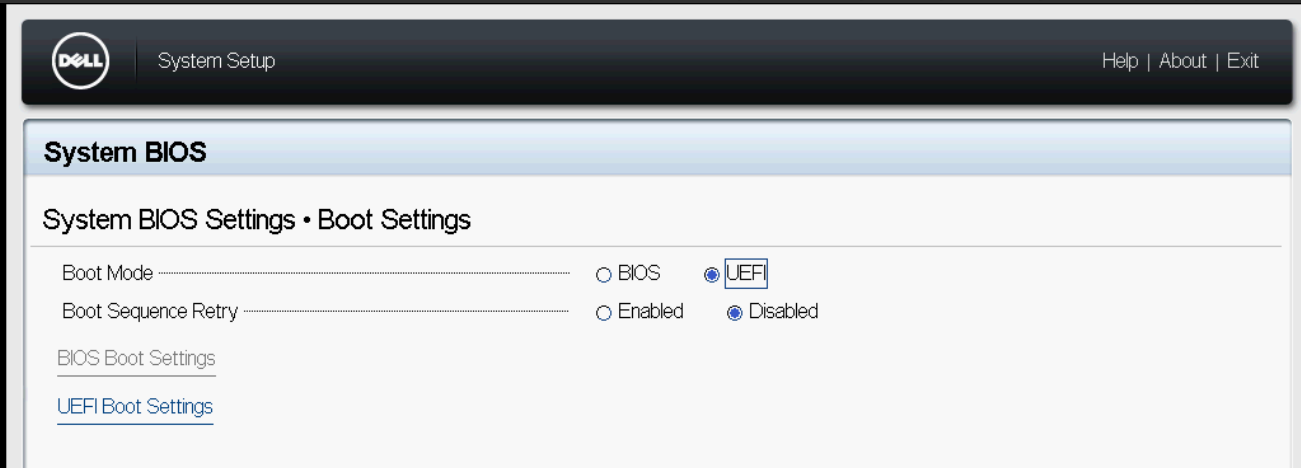 DELL System Setup Help | About | Exit
System BIOS
System BIOS Settings • Boot Settings
Boot Mode BIOS UEFI
Boot Sequence Retry Enabled Disabled
BIOS Boot Settings
UEFI Boot Settings